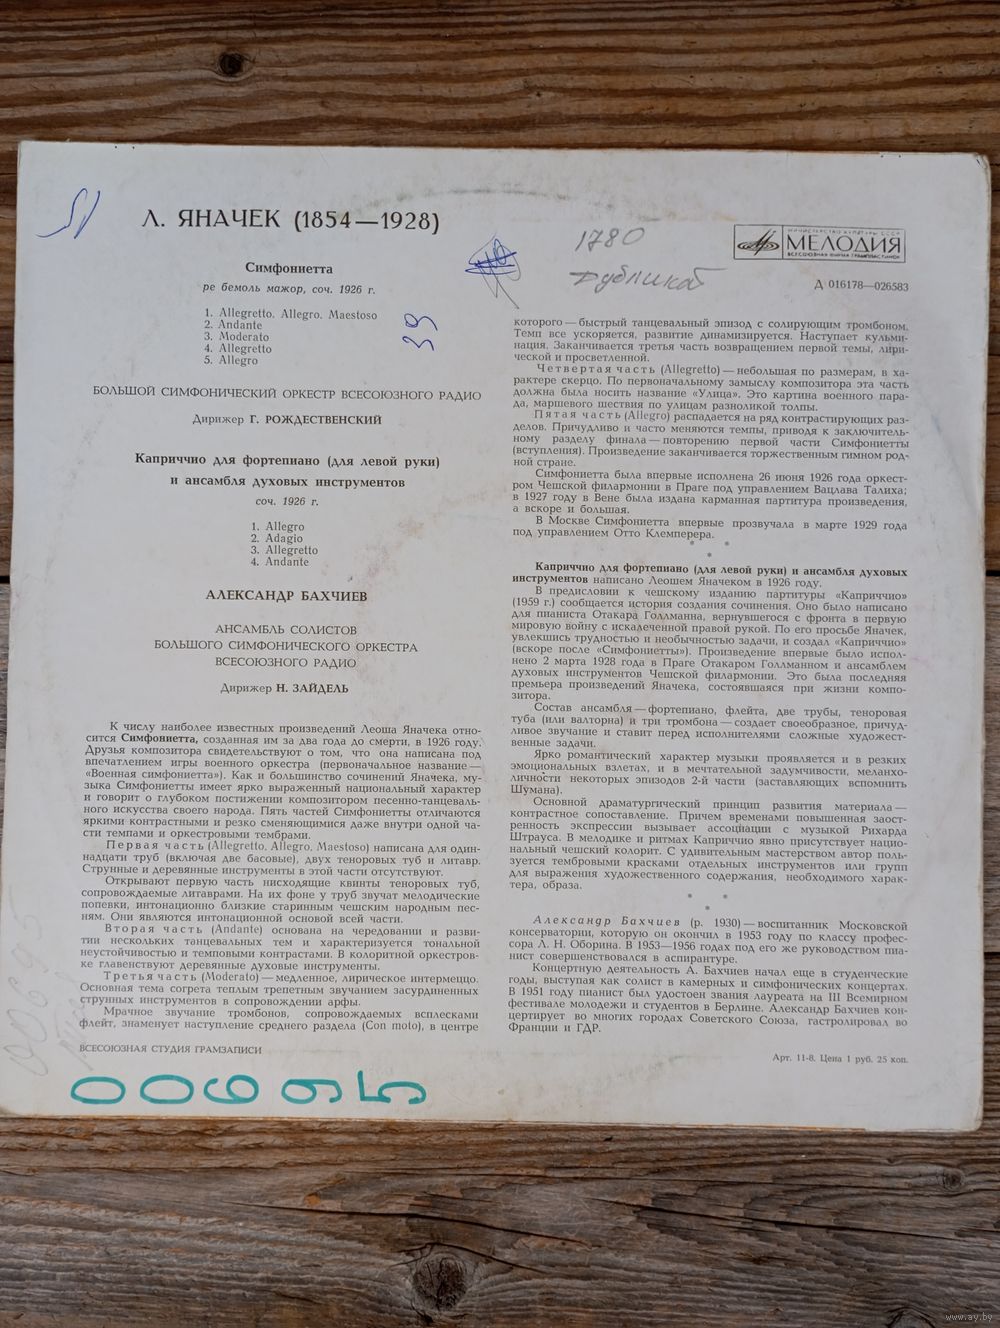 Л. ЯНАЧЕК (1854—1928)
Симфониетта
ре бемоль мажор, соч. 1926 г.
1. Allegretto. Allegro. Maestoso
2. Andante
3. Moderato
4. Allegretto
5. Allegro
БОЛЬШОЙ СИМФОНИЧЕСКИЙ ОРКЕСТР ВСЕСОЮЗНОГО РАДИО
Дирижер Г. РОЖДЕСТВЕНСКИЙ
Каприччио для фортепиано (для левой руки)
и ансамбля духовых инструментов
соч. 1926 г.
1. Allegro
2. Adagio
3. Allegretto
4. Andante
АЛЕКСАНДР БАХЧИЕВ
АНСАМБЛЬ СОЛИСТОВ
БОЛЬШОГО СИМФОНИЧЕСКОГО ОРКЕСТРА
ВСЕСОЮЗНОГО РАДИО
Дирижер Н. ЗАЙДЕЛЬ
К числу наиболее известных произведений Леоша Яначека отно-
сится Симфониетта, созданная им за два года до смерти, в 1926 году.
Друзья композитора свидетельствуют о том, что она написана под
впечатлением игры военного оркестра (первоначальное название —
«Военная симфониетта»). Как и большинство сочинений Яначека, му-
зыка Симфониетты имеет ярко выраженный национальный характер
и говорит о глубоком постижении композитором песенно-танцеваль-
ного искусства своего народа. Пять частей Симфониетты отличаются
яркими контрастными и резко сменяющимися даже внутри одной ча-
сти темпами и оркестровыми тембрами.
Первая часть (Allegretto, Allegro, Maestoso) написана для один-
надцати труб (включая две басовые), двух теноровых туб и литавр.
Струнные и деревянные инструменты в этой части отсутствуют.
Открывают первую часть нисходящие квинты теноровых туб,
сопровождаемые литаврами. На их фоне у труб звучат мелодические
попевки, интонационно близкие старинным чешским народным пес-
ням. Они являются интонационной основой всей части.
Вторая часть (Andante) основана на чередовании и разви-
тии нескольких танцевальных тем и характеризуется тональной
неустойчивостью и темповыми контрастами. В колоритной оркестров-
ке главенствуют деревянные духовые инструменты.
Третья часть (Moderato) — медленное, лирическое интермеццо.
Основная тема согрета теплым трепетным звучанием засурдиненных
струнных инструментов в сопровождении арфы.
Мрачное звучание тромбонов, сопровождаемых всплесками
флейт, знаменует наступление среднего раздела (Con moto), в центре
ВСЕСОЮЗНАЯ СТУДИЯ ГРАМЗАПИСИ
00695
39
1780
Дубликат
МИНИСТЕРСТВО КУЛЬТУРЫ СССР
МЕЛОДИЯ
ВСЕСОЮЗНАЯ ФИРМА ГРАМПЛАСТИНОК
Д 016178—026583
которого — быстрый танцевальный эпизод с солирующим тромбоном.
Темп все ускоряется, развитие динамизируется. Наступает кульми-
нация. Заканчивается третья часть возвращением первой темы, лири-
ческой и просветленной.
Четвертая часть (Allegretto) — небольшая по размерам, в ха-
рактере скерцо. По первоначальному замыслу композитора эта часть
должна была носить название «Улица». Это картина военного пара-
да, маршевого шествия по улицам разноликой толпы.
Пятая часть (Allegro) распадается на ряд контрастирующих раз-
делов. Причудливо и часто меняются темпы, приводя к заключитель-
ному разделу финала — повторению первой части Симфониетты
(вступления). Произведение заканчивается торжественным гимном род-
ной стране.
Симфониетта была впервые исполнена 26 июня 1926 года оркест-
ром Чешской филармонии в Праге под управлением Вацлава Талиха;
в 1927 году в Вене была издана карманная партитура произведения,
а вскоре и большая.
В Москве Симфониетта впервые прозвучала в марте 1929 года
под управлением Отто Клемперера.
* * *
Каприччио для фортепиано (для левой руки) и ансамбля духовых
инструментов написано Леошем Яначеком в 1926 году.
В предисловии к чешскому изданию партитуры «Каприччио»
(1959 г.) сообщается история создания сочинения. Оно было написано
для пианиста Отакара Голлманна, вернувшегося с фронта в первую
мировую войну с искалеченной правой рукой. По его просьбе Яначек,
увлекшись трудностью и необычностью задачи, и создал «Каприччио»
(вскоре после «Симфониетты»). Произведение впервые было испол-
нено 2 марта 1928 года в Праге Отакаром Голлманном и ансамблем
духовых инструментов Чешской филармонии. Это была последняя
премьера произведений Яначека, состоявшаяся при жизни компо-
зитора.
Состав ансамбля — фортепиано, флейта, две трубы, теноровая
туба (или валторна) и три тромбона — создает своеобразное, причуд-
ливое звучание и ставит перед исполнителями сложные художест-
венные задачи.
Ярко романтический характер музыки проявляется и в резких
эмоциональных взлетах, и в мечтательной задумчивости, меланхо-
личности некоторых эпизодов 2-й части (заставляющих вспомнить
Шумана).
Основной драматургический принцип развития материала —
контрастное сопоставление. Причем временами повышенная заост-
ренность экспрессии вызывает ассоциации с музыкой Рихарда
Штрауса. В мелодике и ритмах Каприччио явно присутствует нацио-
нальный чешский колорит. С удивительным мастерством автор поль-
зуется тембровыми красками отдельных инструментов или групп
для выражения художественного содержания, необходимого харак-
тера, образа.
* * *
Александр Бахчиев (р. 1930) — воспитанник Московской
консерватории, которую он окончил в 1953 году по классу профес-
сора Л. Н. Оборина. В 1953—1956 годах под его же руководством пиа-
нист совершенствовался в аспирантуре.
Концертную деятельность А. Бахчиев начал еще в студенческие
годы, выступая как солист в камерных и симфонических концертах.
В 1951 году пианист был удостоен звания лауреата на III Всемирном
фестивале молодежи и студентов в Берлине. Александр Бахчиев кон-
цертирует во многих городах Советского Союза, гастролировал во
Франции и ГДР.
Арт. 11-8. Цена 1 руб. 25 коп.
www.ay.by